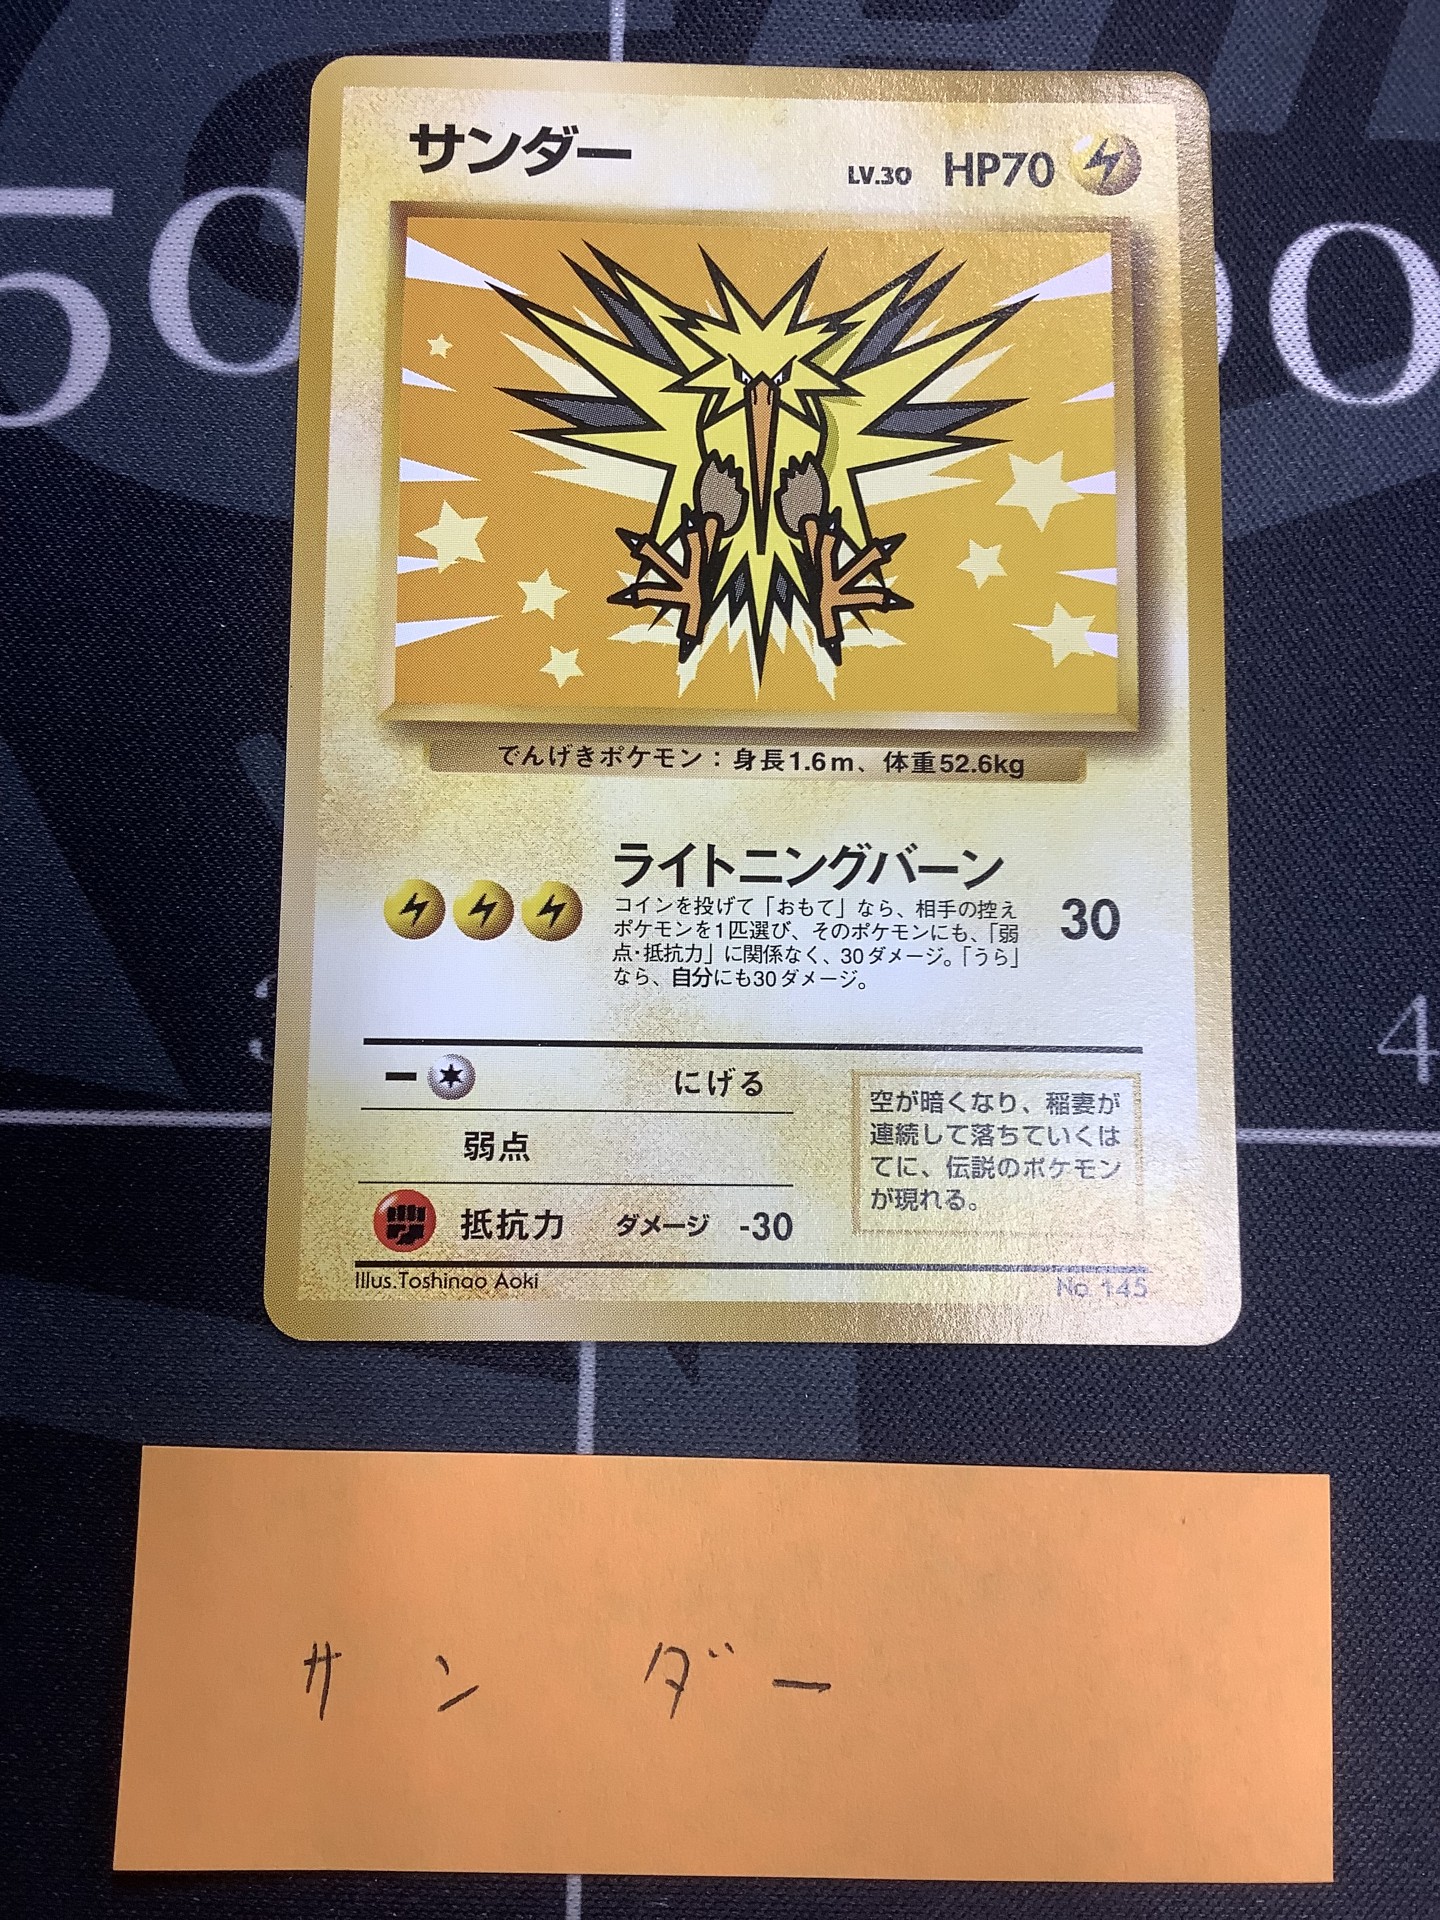 サンダー
LV.30 HP70
でんげきポケモン：身長1.6m、体重52.6kg
ライトニングバーン
コインを投げて「おもて」なら、相手の控え
ポケモンを1匹選び、そのポケモンにも、「弱
点・抵抗力」に関係なく、30ダメージ。「うら」
なら、自分にも30ダメージ。
30
にげる
弱点
抵抗力 ダメージ -30
空が暗くなり、稲妻が
連続して落ちていくは
てに、伝説のポケモン
が現れる。
Illus.Toshinao Aoki
No. 145
サンダー
50
4